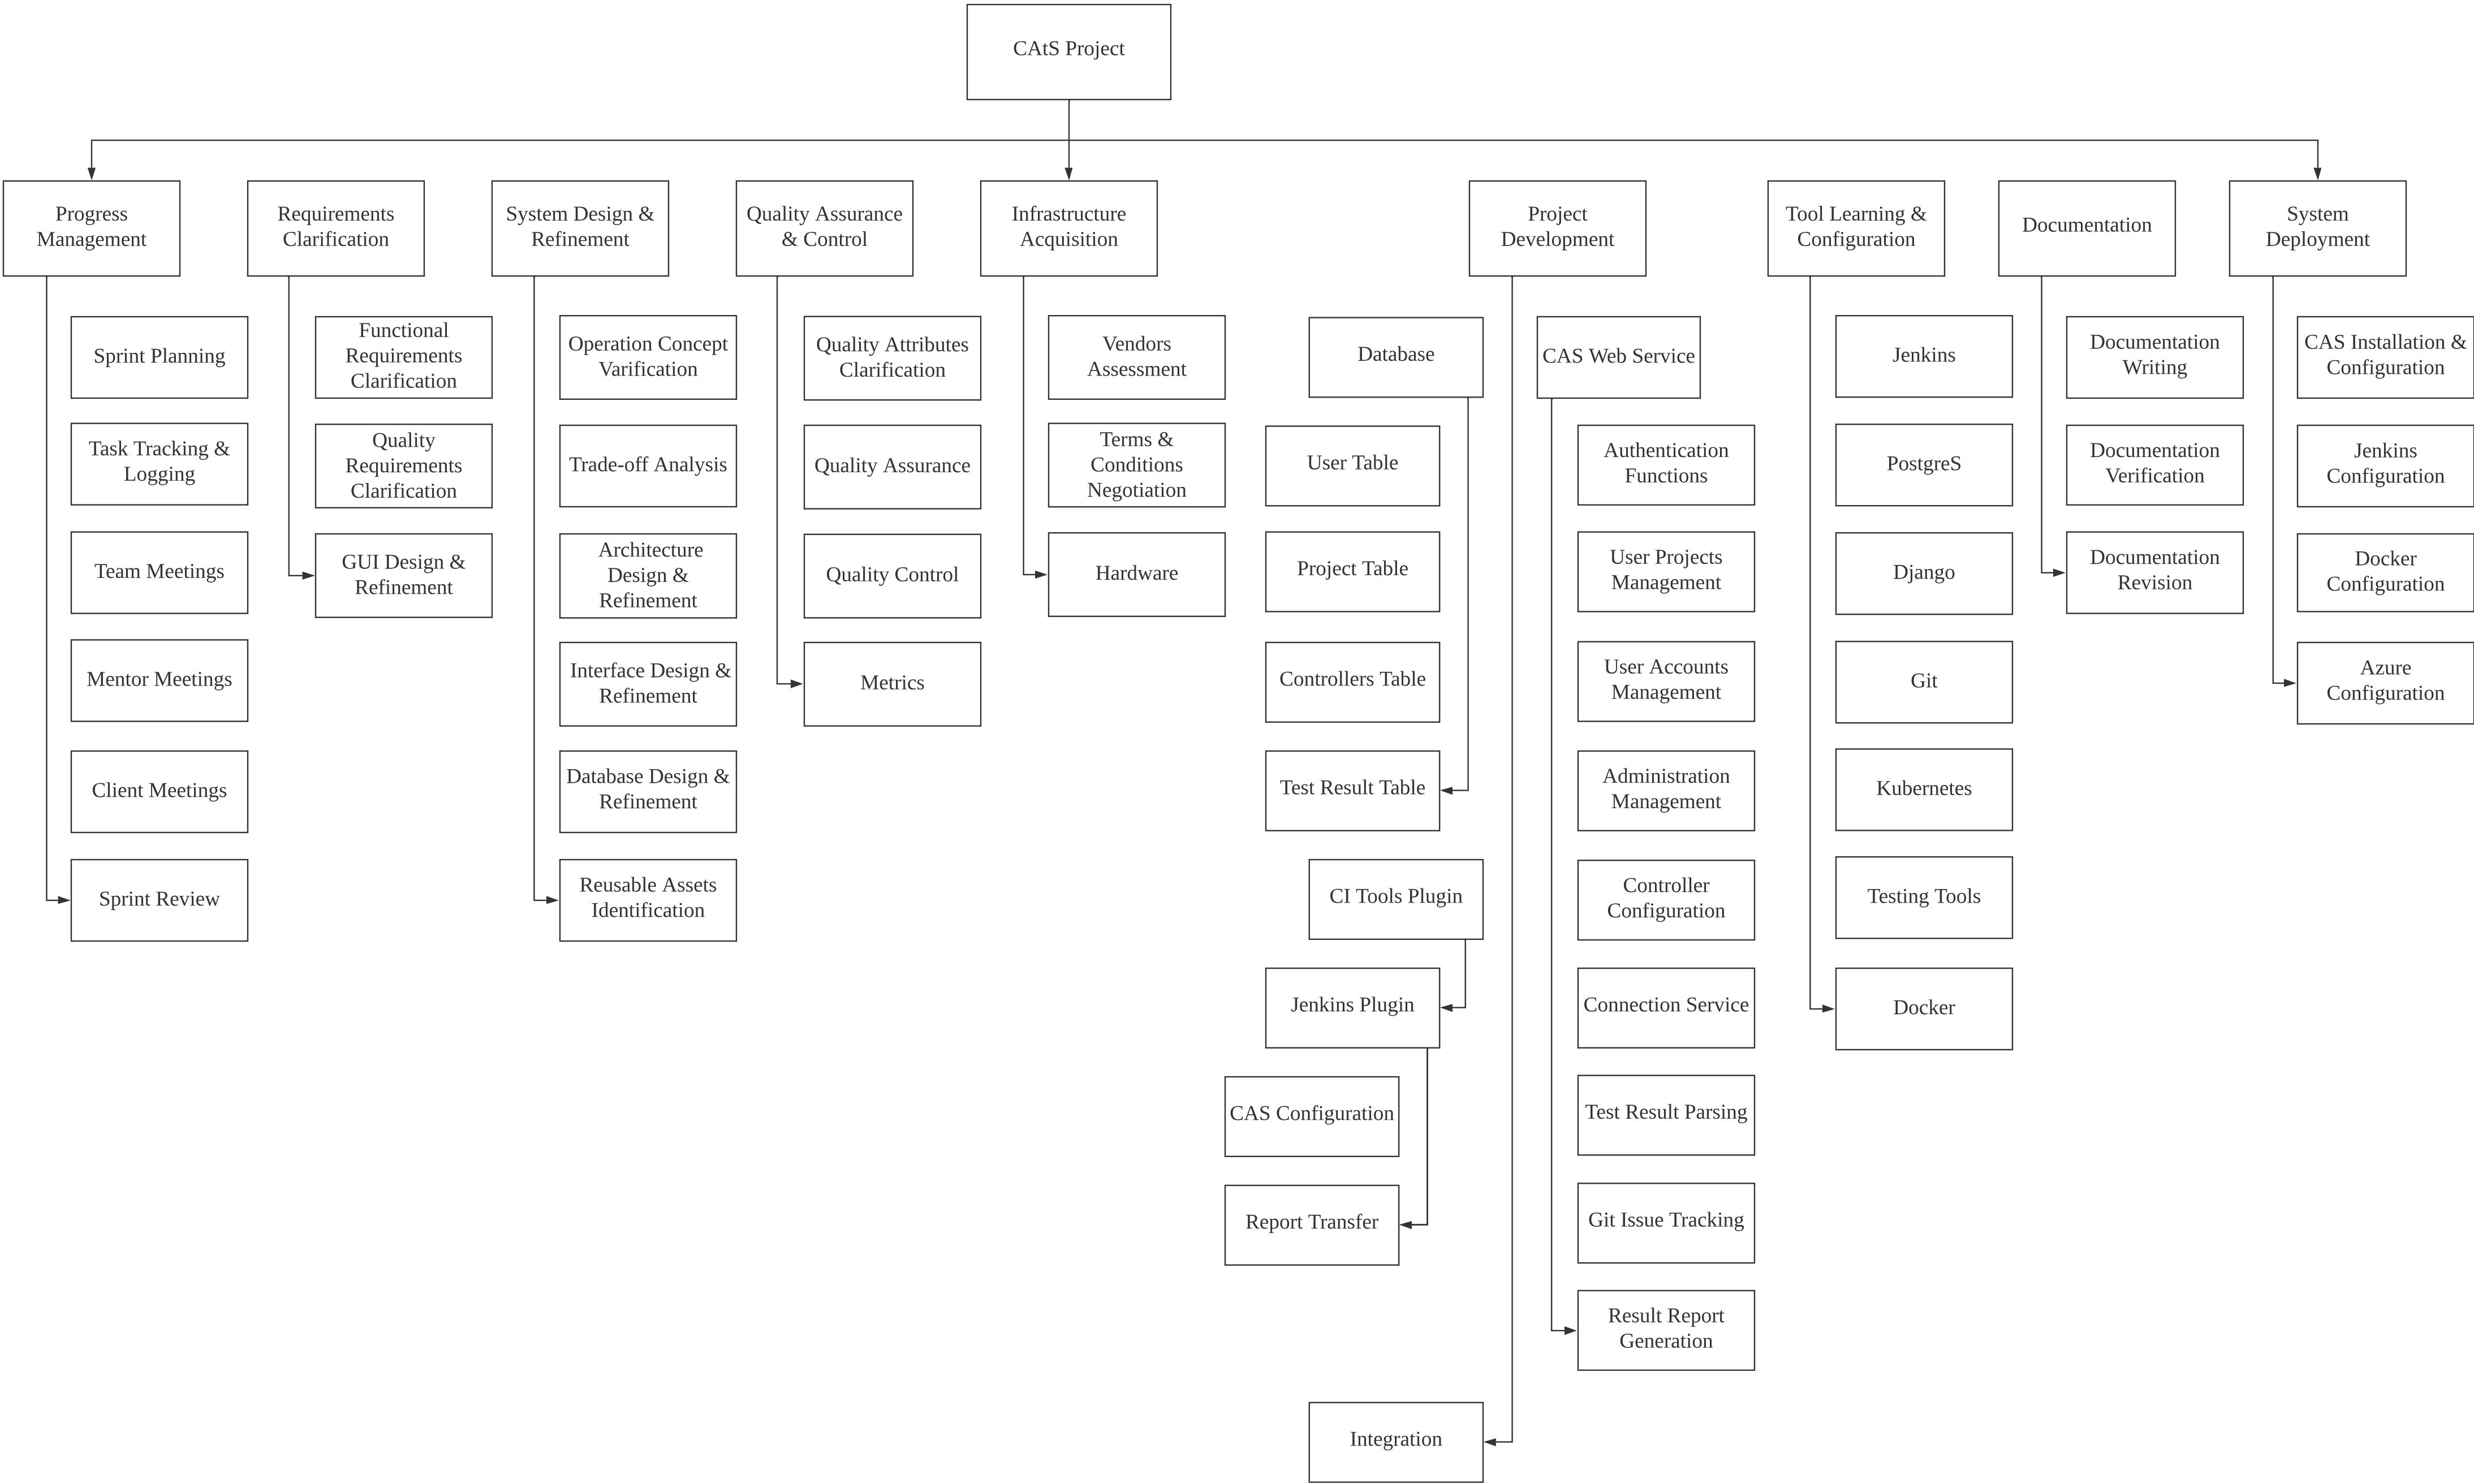 CAtS Project
Progress
Management
Requirements
Clarification
System Design &
Refinement
Quality Assurance
& Control
Infrastructure
Acquisition
Project
Development
Tool Learning &
Configuration
Documentation
System
Deployment
Sprint Planning
Task Tracking &
Logging
Team Meetings
Mentor Meetings
Client Meetings
Sprint Review
Functional
Requirements
Clarification
Quality
Requirements
Clarification
GUI Design &
Refinement
Operation Concept
Varification
Trade-off Analysis
Architecture
Design &
Refinement
Interface Design &
Refinement
Database Design &
Refinement
Reusable Assets
Identification
Quality Attributes
Clarification
Quality Assurance
Quality Control
Metrics
Vendors
Assessment
Terms &
Conditions
Negotiation
Hardware
Database
User Table
Project Table
Controllers Table
Test Result Table
CI Tools Plugin
Jenkins Plugin
CAS Configuration
Report Transfer
Integration
CAS Web Service
Authentication
Functions
User Projects
Management
User Accounts
Management
Administration
Management
Controller
Configuration
Connection Service
Test Result Parsing
Git Issue Tracking
Result Report
Generation
Jenkins
PostgreS
Django
Git
Kubernetes
Testing Tools
Docker
Documentation
Writing
Documentation
Verification
Documentation
Revision
CAS Installation &
Configuration
Jenkins
Configuration
Docker
Configuration
Azure
Configuration